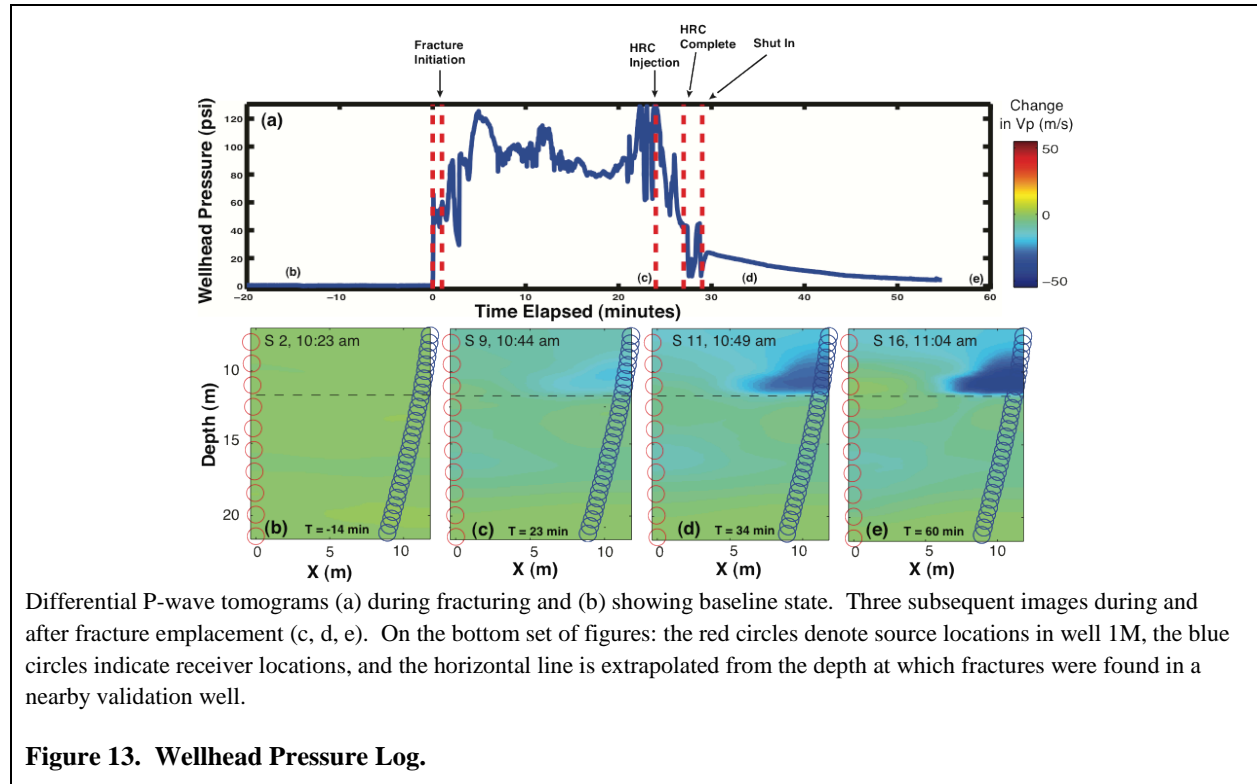 Fracture
Initiation
HRC
Injection
HRC
Complete
Shut In
Wellhead Pressure (psi)
120
100
80
60
40
20
0
(a)
(b)
(c)
(d)
(e)
−20
−10
0
10
20
30
40
50
60
Time Elapsed (minutes)
Change
in Vp (m/s)
50
0
−50
Depth (m)
10
15
20
S 2, 10:23 am
(b) T = -14 min
0 5 10
X (m)
S 9, 10:44 am
(c) T = 23 min
0 5 10
X (m)
S 11, 10:49 am
(d) T = 34 min
0 5 10
X (m)
S 16, 11:04 am
(e) T = 60 min
0 5 10
X (m)
Differential P-wave tomograms (a) during fracturing and (b) showing baseline state. Three subsequent images during and
after fracture emplacement (c, d, e). On the bottom set of figures: the red circles denote source locations in well 1M, the blue
circles indicate receiver locations, and the horizontal line is extrapolated from the depth at which fractures were found in a
nearby validation well.
Figure 13. Wellhead Pressure Log.